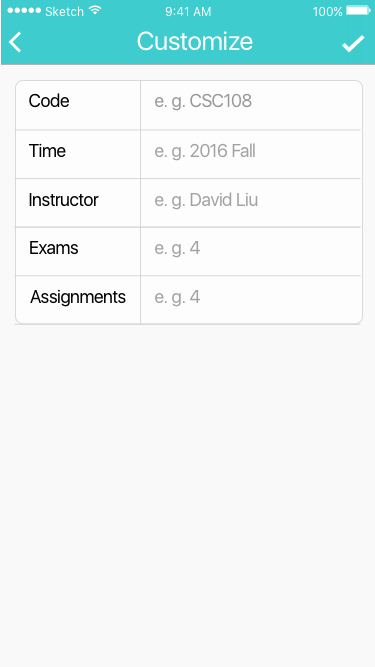 Sketch 9:41 AM 100%
Customize
Code e. g. CSC108
Time e. g. 2016 Fall
Instructor e. g. David Liu
Exams e. g. 4
Assignments e. g. 4